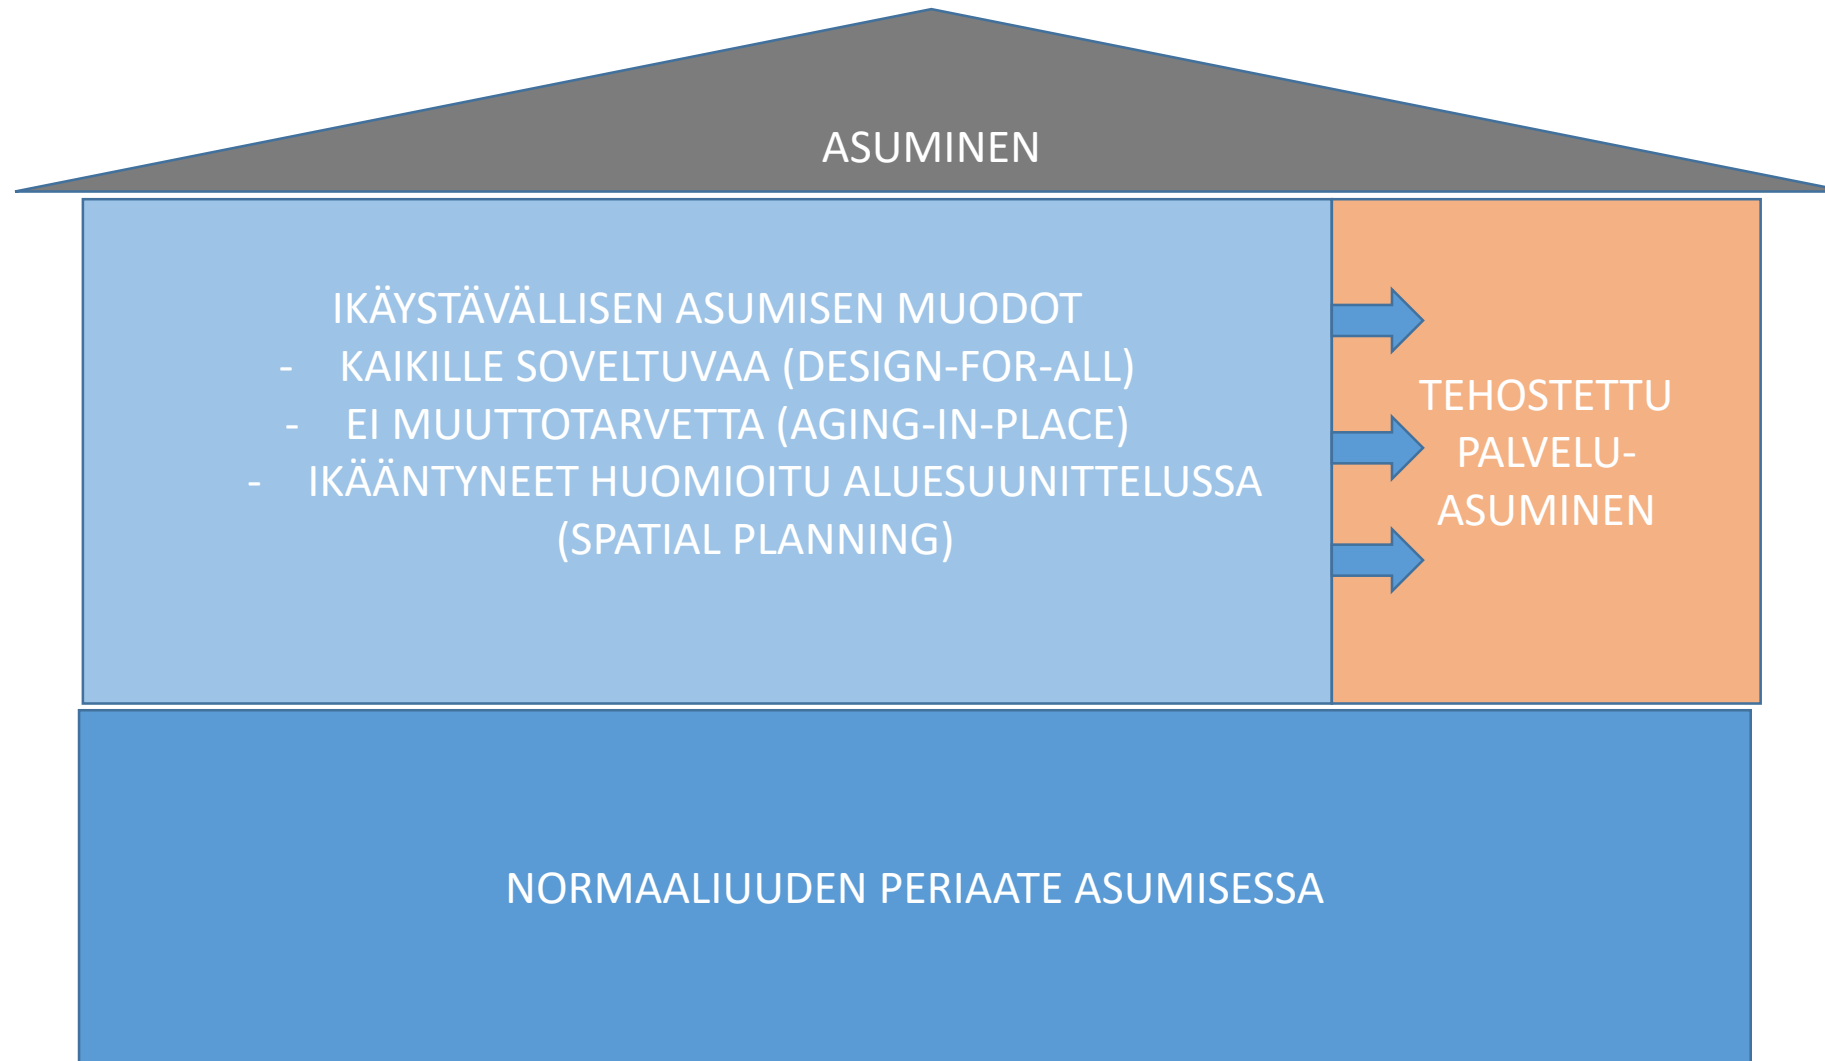 ASUMINEN
IKÄYSTÄVÄLLISEN ASUMISEN MUODOT
- KAIKILLE SOVELTUVAA (DESIGN-FOR-ALL)
- EI MUUTTOTARVETTA (AGING-IN-PLACE)
- IKÄÄNTYNEET HUOMIOITU ALUESUUNITTELUSSA
(SPATIAL PLANNING)
TEHOSTETTU
PALVELU-
ASUMINEN
NORMAALIUUDEN PERIAATE ASUMISESSA